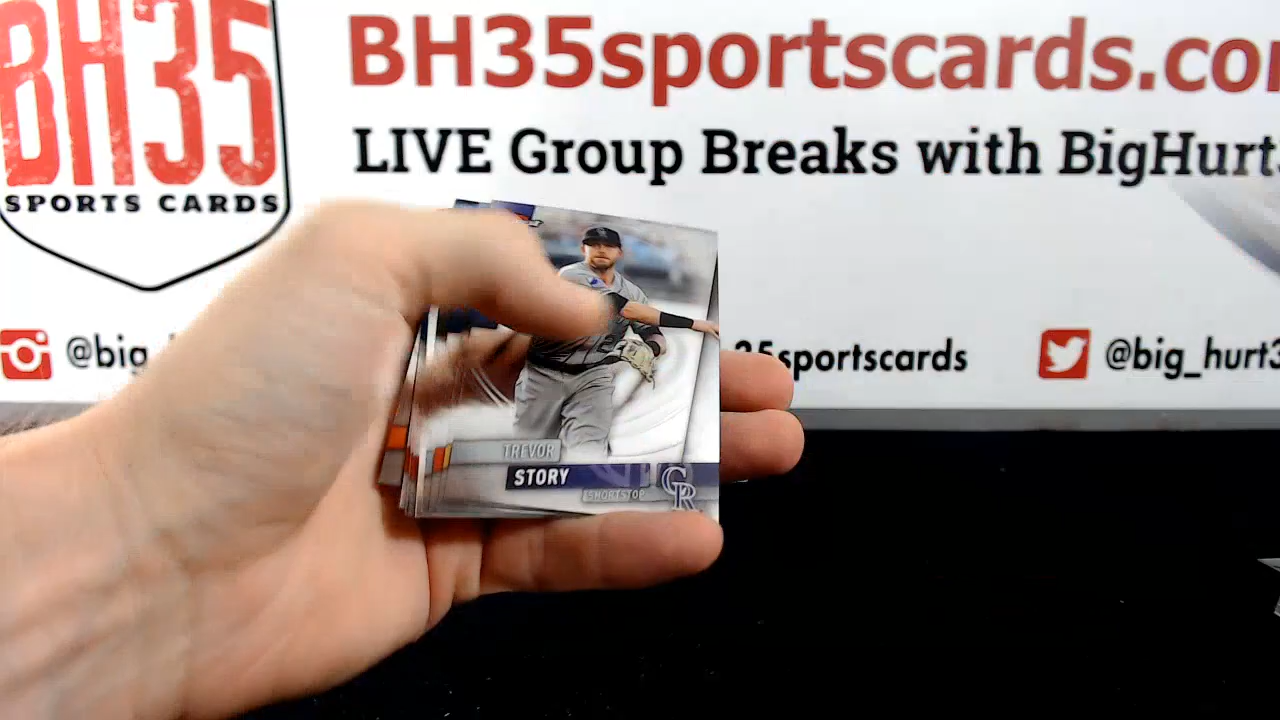 BH35
SPORTS CARDS
BH35sportscards.co
LIVE Group Breaks with BigHurt
@big
35sportscards
@big_hurt3
TREVOR
STORY
SHORTSTOP
CR